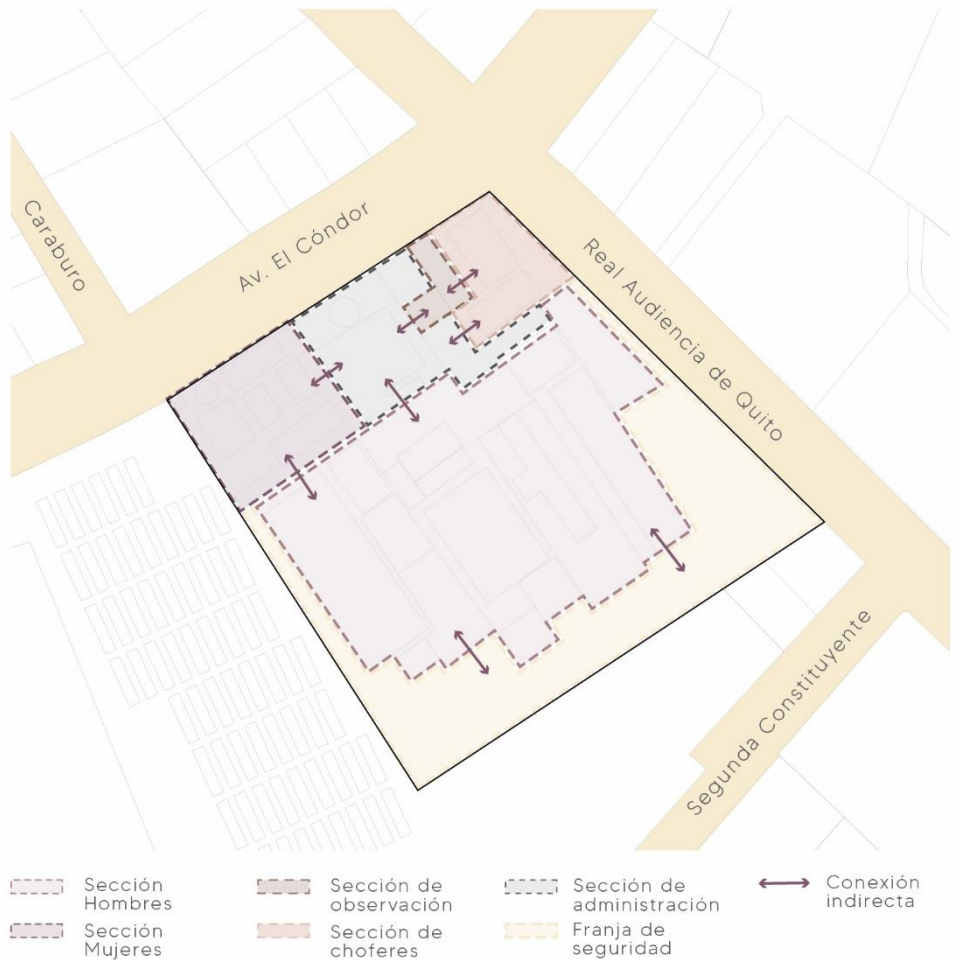 Caraburo
Av. El Cóndor
Real Audiencia de Quito
Segunda Constituyente
Sección
Hombres
Sección
Mujeres
Sección de
observación
Sección de
choferes
Sección de
administración
Franja de
seguridad
Conexión
indirecta